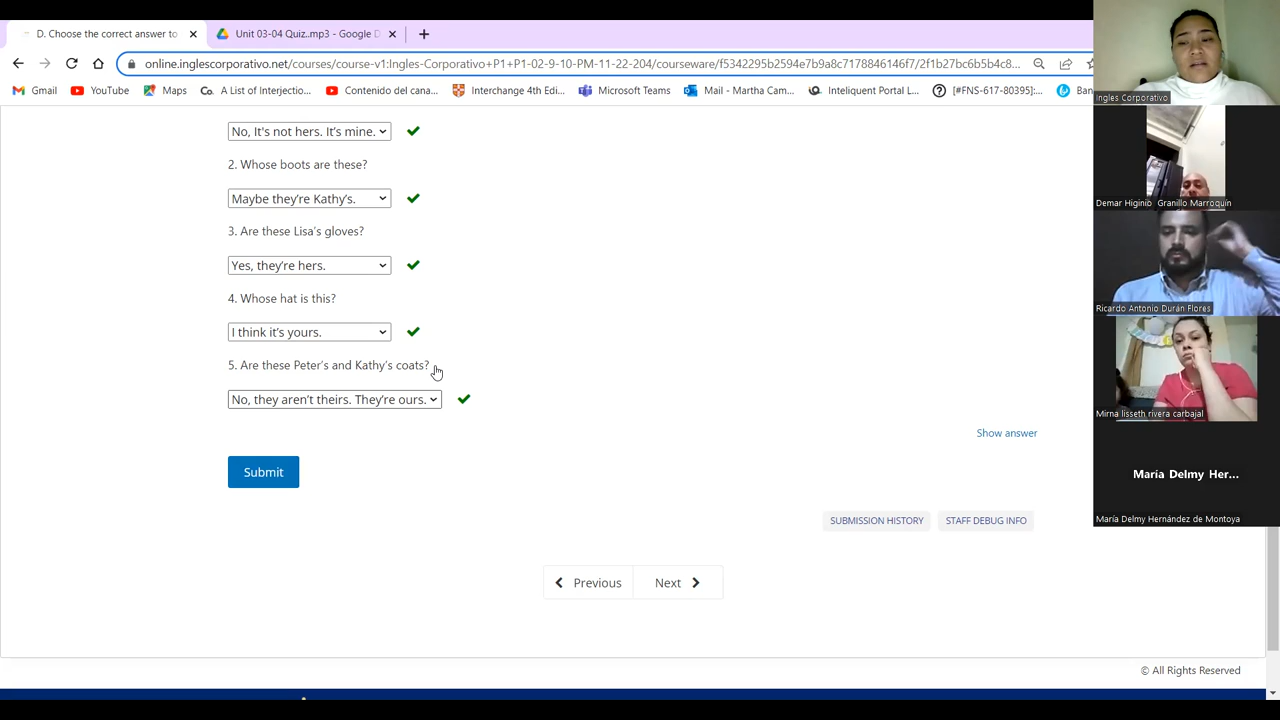 D. Choose the correct answer to
Unit 03-04 Quiz..mp3 - Google D
online.inglescorporativo.net/courses/course-v1:Ingles-Corporativo+P1+P1-02-9-10-PM-11-22-204/courseware/f5342295b2594e7b9a8c7178846146f7/2f1b27bc6b5b4c8...
Gmail
YouTube
Maps
A List of Interjectio...
Contenido del cana...
Interchange 4th Edi...
Microsoft Teams
Mail - Martha Cam...
Inteliquent Portal L...
[#FNS-617-80395]:...
Ban
No, It's not hers. It's mine.
2. Whose boots are these?
Maybe they're Kathy's.
3. Are these Lisa's gloves?
Yes, they're hers.
4. Whose hat is this?
I think it's yours.
5. Are these Peter's and Kathy's coats?
No, they aren't theirs. They're ours.
Show answer
Submit
SUBMISSION HISTORY
STAFF DEBUG INFO
Previous
Next
© All Rights Reserved
Ingles Corporativo
Demar Higinio Granillo Marroquín
Ricardo Antonio Durán Flores
Mirna lisseth rivera carbajal
María Delmy Her...
María Delmy Hernández de Montoya